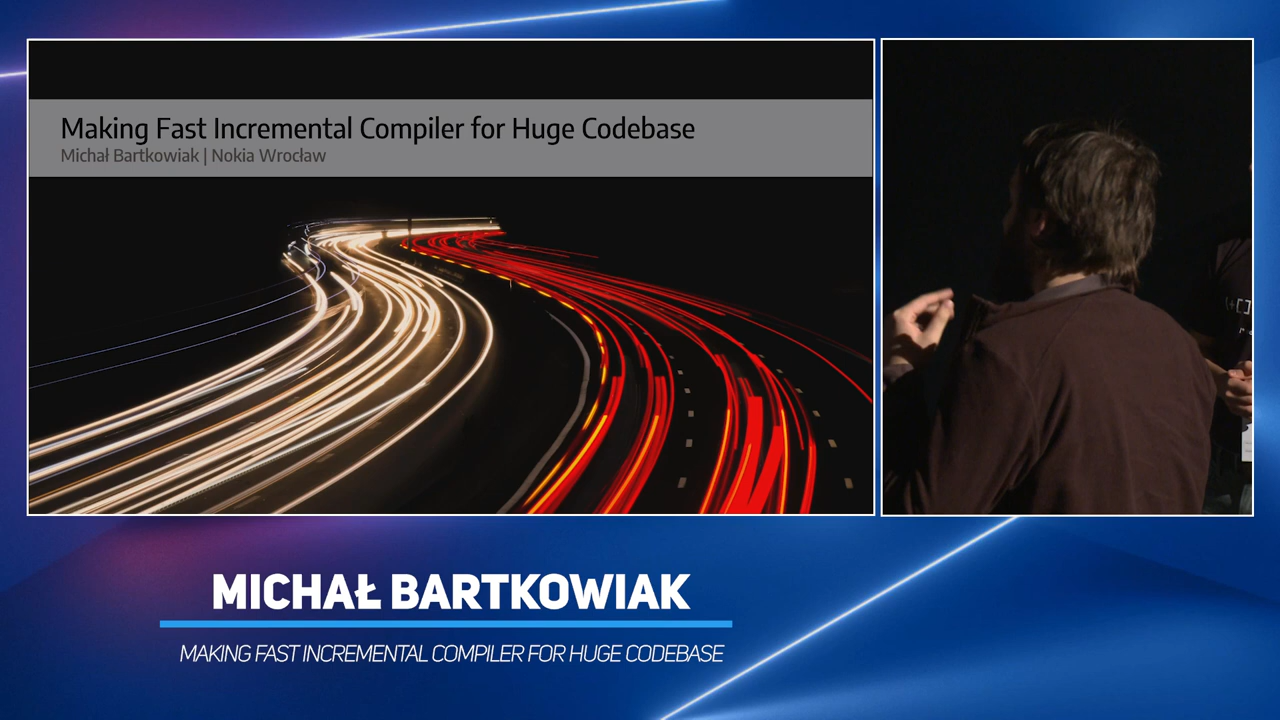 Making Fast Incremental Compiler for Huge Codebase
Michał Bartkowiak | Nokia Wrocław
MICHAŁ BARTKOWIAK
MAKING FAST INCREMENTAL COMPILER FOR HUGE CODEBASE